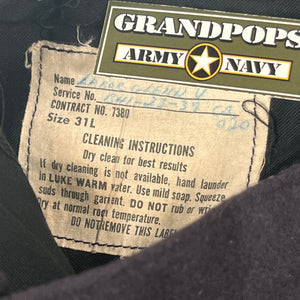 GRANDPOPS
ARMY NAVY
Name
Service No.
CONTRACT NO. 7380
Size 31L
CLEANING INSTRUCTIONS
Dry clean for best results
If dry cleaning is not available, hand launder
in LUKE WARM water. Use mild soap. Squeeze
suds through garment. DO NOT rub or
Dry at normal room temperature.
DO NOT REMOVE THIS LABEL